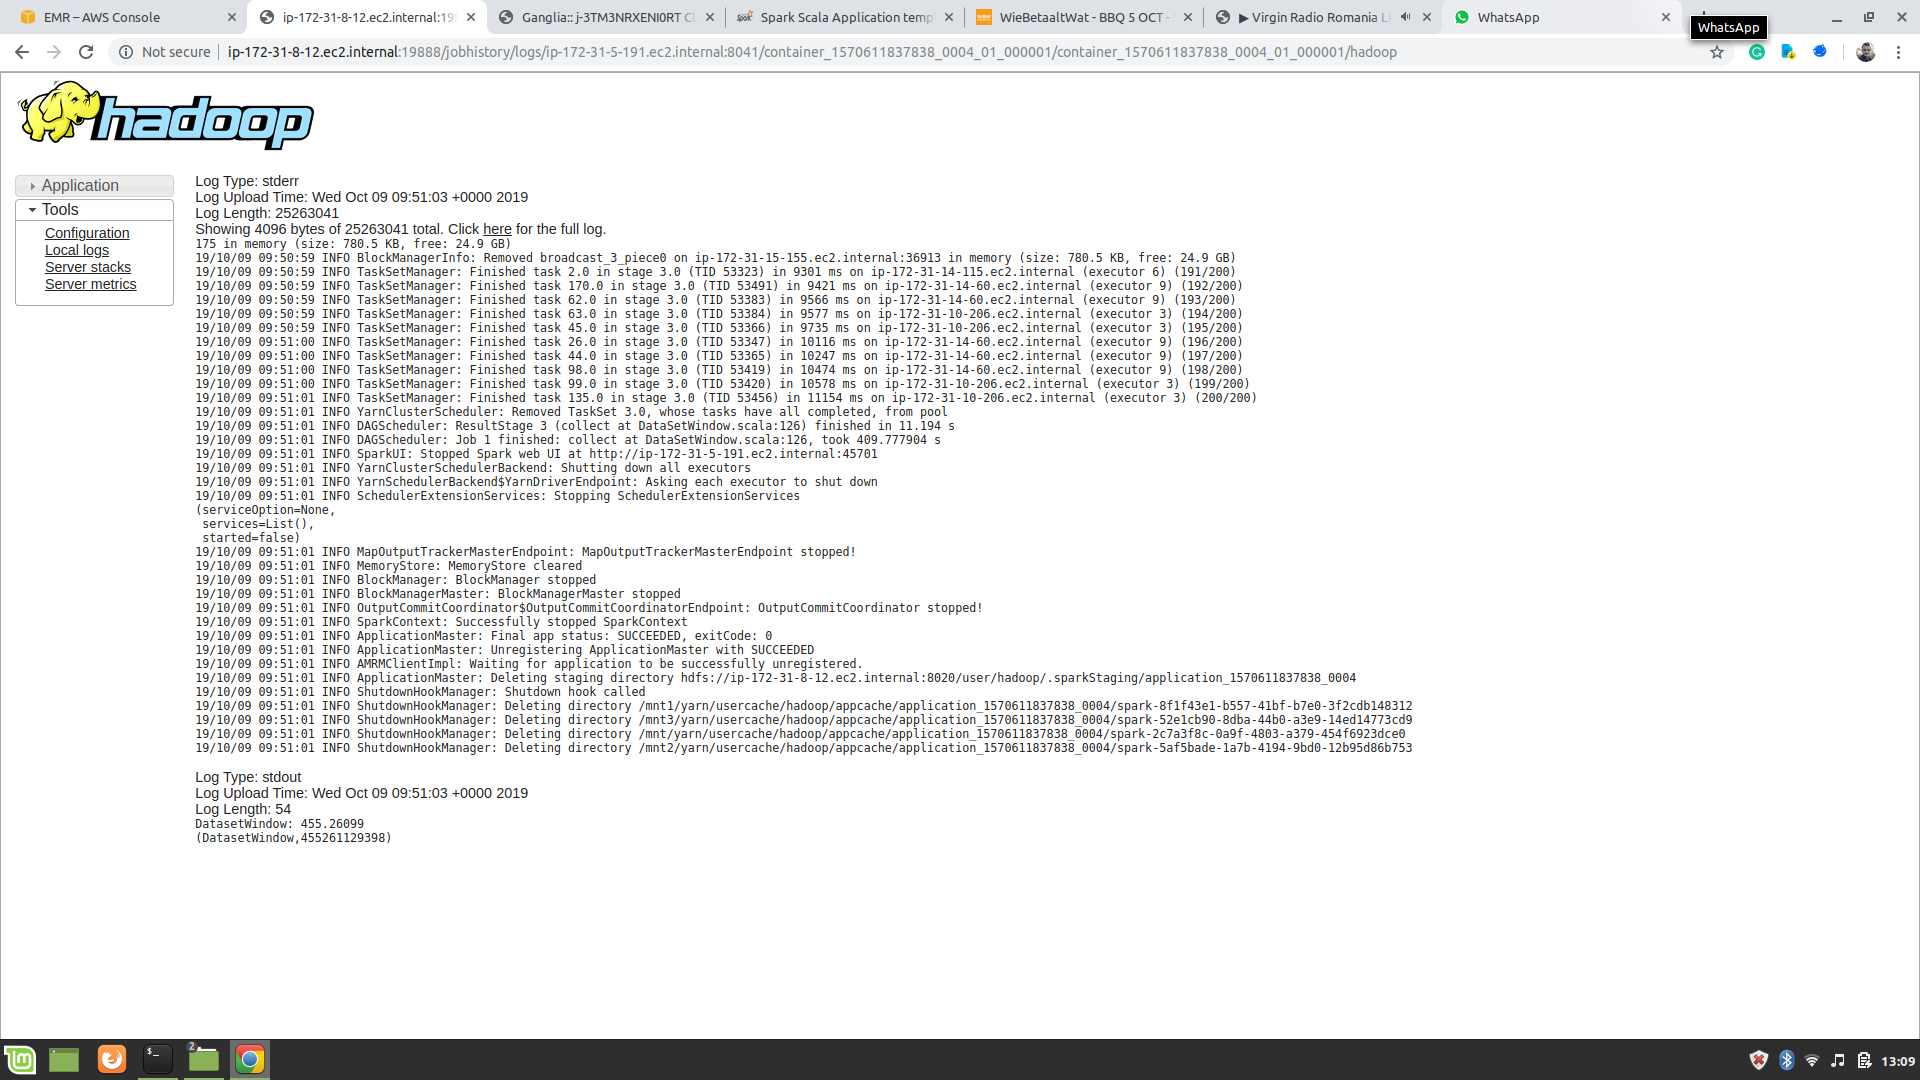 EMR – AWS Console
ip-172-31-8-12.ec2.internal:198
Ganglia:: j-3TM3NRXENI0RT Cl
Spark Scala Application temp
WieBetaaltWat - BBQ 5 OCT -
▶ Virgin Radio Romania LI
WhatsApp
WhatsApp
Not secure
ip-172-31-8-12.ec2.internal:19888/jobhistory/logs/ip-172-31-5-191.ec2.internal:8041/container_1570611837838_0004_01_000001/container_1570611837838_0004_01_000001/hadoop
hadoop
Application
Tools
Configuration
Local logs
Server stacks
Server metrics
Log Type: stderr
Log Upload Time: Wed Oct 09 09:51:03 +0000 2019
Log Length: 25263041
Showing 4096 bytes of 25263041 total. Click here for the full log.
175 in memory (size: 780.5 KB, free: 24.9 GB)
19/10/09 09:50:59 INFO BlockManagerInfo: Removed broadcast_3_piece0 on ip-172-31-15-155.ec2.internal:36913 in memory (size: 780.5 KB, free: 24.9 GB)
19/10/09 09:50:59 INFO TaskSetManager: Finished task 2.0 in stage 3.0 (TID 53323) in 9301 ms on ip-172-31-14-115.ec2.internal (executor 6) (191/200)
19/10/09 09:50:59 INFO TaskSetManager: Finished task 170.0 in stage 3.0 (TID 53491) in 9421 ms on ip-172-31-14-60.ec2.internal (executor 9) (192/200)
19/10/09 09:50:59 INFO TaskSetManager: Finished task 62.0 in stage 3.0 (TID 53383) in 9566 ms on ip-172-31-14-60.ec2.internal (executor 9) (193/200)
19/10/09 09:50:59 INFO TaskSetManager: Finished task 63.0 in stage 3.0 (TID 53384) in 9577 ms on ip-172-31-10-206.ec2.internal (executor 3) (194/200)
19/10/09 09:50:59 INFO TaskSetManager: Finished task 45.0 in stage 3.0 (TID 53366) in 9735 ms on ip-172-31-10-206.ec2.internal (executor 3) (195/200)
19/10/09 09:51:00 INFO TaskSetManager: Finished task 26.0 in stage 3.0 (TID 53347) in 10116 ms on ip-172-31-14-60.ec2.internal (executor 9) (196/200)
19/10/09 09:51:00 INFO TaskSetManager: Finished task 44.0 in stage 3.0 (TID 53365) in 10247 ms on ip-172-31-14-60.ec2.internal (executor 9) (197/200)
19/10/09 09:51:00 INFO TaskSetManager: Finished task 98.0 in stage 3.0 (TID 53419) in 10474 ms on ip-172-31-14-60.ec2.internal (executor 9) (198/200)
19/10/09 09:51:00 INFO TaskSetManager: Finished task 99.0 in stage 3.0 (TID 53420) in 10578 ms on ip-172-31-10-206.ec2.internal (executor 3) (199/200)
19/10/09 09:51:01 INFO TaskSetManager: Finished task 135.0 in stage 3.0 (TID 53456) in 11154 ms on ip-172-31-10-206.ec2.internal (executor 3) (200/200)
19/10/09 09:51:01 INFO YarnClusterScheduler: Removed TaskSet 3.0, whose tasks have all completed, from pool
19/10/09 09:51:01 INFO DAGScheduler: ResultStage 3 (collect at DataSetWindow.scala:126) finished in 11.194 s
19/10/09 09:51:01 INFO DAGScheduler: Job 1 finished: collect at DataSetWindow.scala:126, took 409.777904 s
19/10/09 09:51:01 INFO SparkUI: Stopped Spark web UI at http://ip-172-31-5-191.ec2.internal:45701
19/10/09 09:51:01 INFO YarnClusterSchedulerBackend: Shutting down all executors
19/10/09 09:51:01 INFO YarnSchedulerBackend$YarnDriverEndpoint: Asking each executor to shut down
19/10/09 09:51:01 INFO SchedulerExtensionServices: Stopping SchedulerExtensionServices
(serviceOption=None,
services=List(),
started=false)
19/10/09 09:51:01 INFO MapOutputTrackerMasterEndpoint: MapOutputTrackerMasterEndpoint stopped!
19/10/09 09:51:01 INFO MemoryStore: MemoryStore cleared
19/10/09 09:51:01 INFO BlockManager: BlockManager stopped
19/10/09 09:51:01 INFO BlockManagerMaster: BlockManagerMaster stopped
19/10/09 09:51:01 INFO OutputCommitCoordinator$OutputCommitCoordinatorEndpoint: OutputCommitCoordinator stopped!
19/10/09 09:51:01 INFO SparkContext: Successfully stopped SparkContext
19/10/09 09:51:01 INFO ApplicationMaster: Final app status: SUCCEEDED, exitCode: 0
19/10/09 09:51:01 INFO ApplicationMaster: Unregistering ApplicationMaster with SUCCEEDED
19/10/09 09:51:01 INFO AMRMClientImpl: Waiting for application to be successfully unregistered.
19/10/09 09:51:01 INFO ApplicationMaster: Deleting staging directory hdfs://ip-172-31-8-12.ec2.internal:8020/user/hadoop/.sparkStaging/application_1570611837838_0004
19/10/09 09:51:01 INFO ShutdownHookManager: Shutdown hook called
19/10/09 09:51:01 INFO ShutdownHookManager: Deleting directory /mnt1/yarn/usercache/hadoop/appcache/application_1570611837838_0004/spark-8f1f43e1-b557-41bf-b7e0-3f2cdb148312
19/10/09 09:51:01 INFO ShutdownHookManager: Deleting directory /mnt3/yarn/usercache/hadoop/appcache/application_1570611837838_0004/spark-52e1cb90-8dba-44b0-a3e9-14ed14773cd9
19/10/09 09:51:01 INFO ShutdownHookManager: Deleting directory /mnt/yarn/usercache/hadoop/appcache/application_1570611837838_0004/spark-2c7a3f8c-0a9f-4803-a379-454f6923dce0
19/10/09 09:51:01 INFO ShutdownHookManager: Deleting directory /mnt2/yarn/usercache/hadoop/appcache/application_1570611837838_0004/spark-5af5bade-1a7b-4194-9bd0-12b95d86b753
Log Type: stdout
Log Upload Time: Wed Oct 09 09:51:03 +0000 2019
Log Length: 54
DatasetWindow: 455.26099
(DatasetWindow,455261129398)
2
13:09